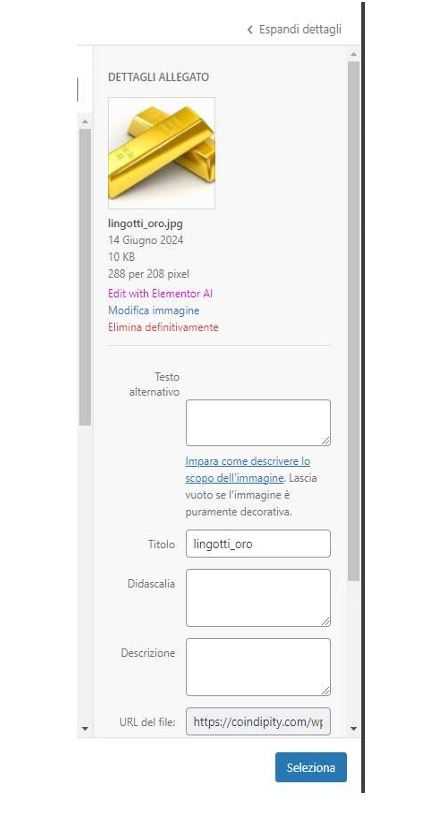 Espandi dettagli
DETTAGLI ALLEGATO
lingotti_oro.jpg
14 Giugno 2024
10 KB
288 per 208 pixel
Edit with Elementor AI
Modifica immagine
Elimina definitivamente
Testo
alternativo
Impara come descrivere lo
scopo dell'immagine. Lascia
vuoto se l'immagine è
puramente decorativa.
Titolo lingotti_oro
Didascalia
Descrizione
URL del file: https://coindipity.com/wp
Seleziona